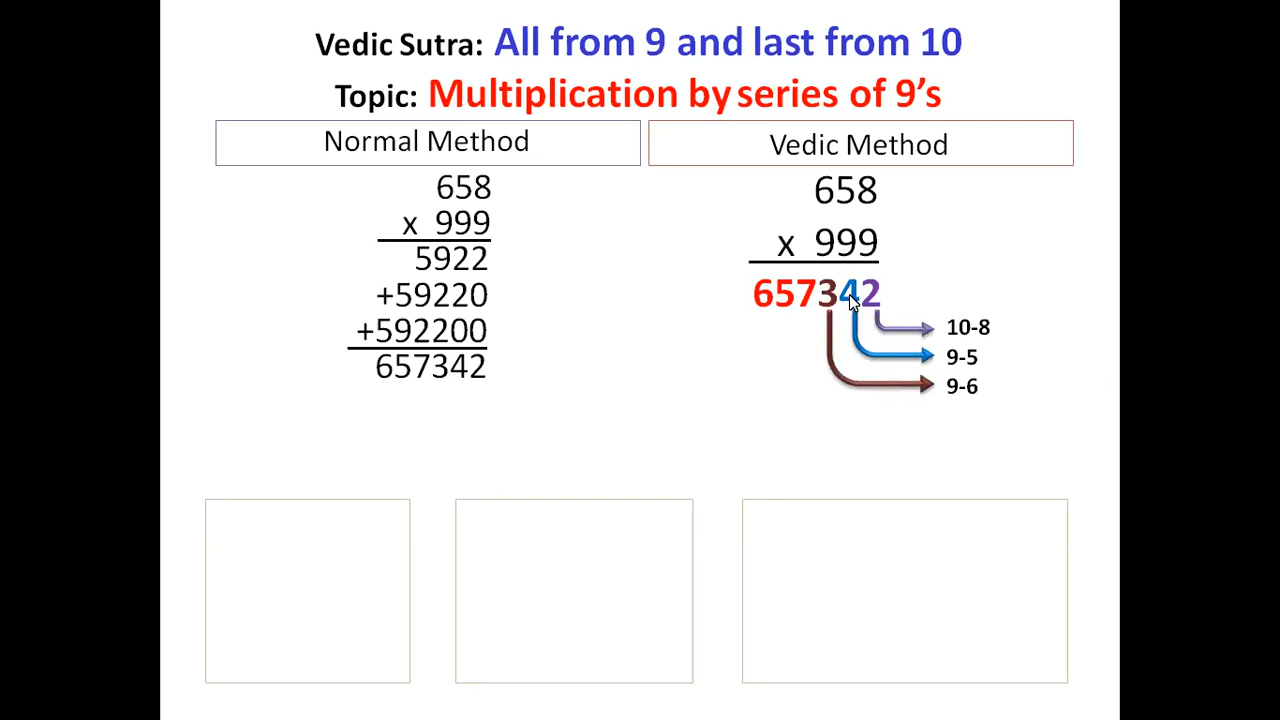 Vedic Sutra: All from 9 and last from 10
Topic: Multiplication by series of 9’s
Normal Method
658
x 999
5922
+59220
+592200
657342
Vedic Method
658
x 999
657342
10-8
9-5
9-6